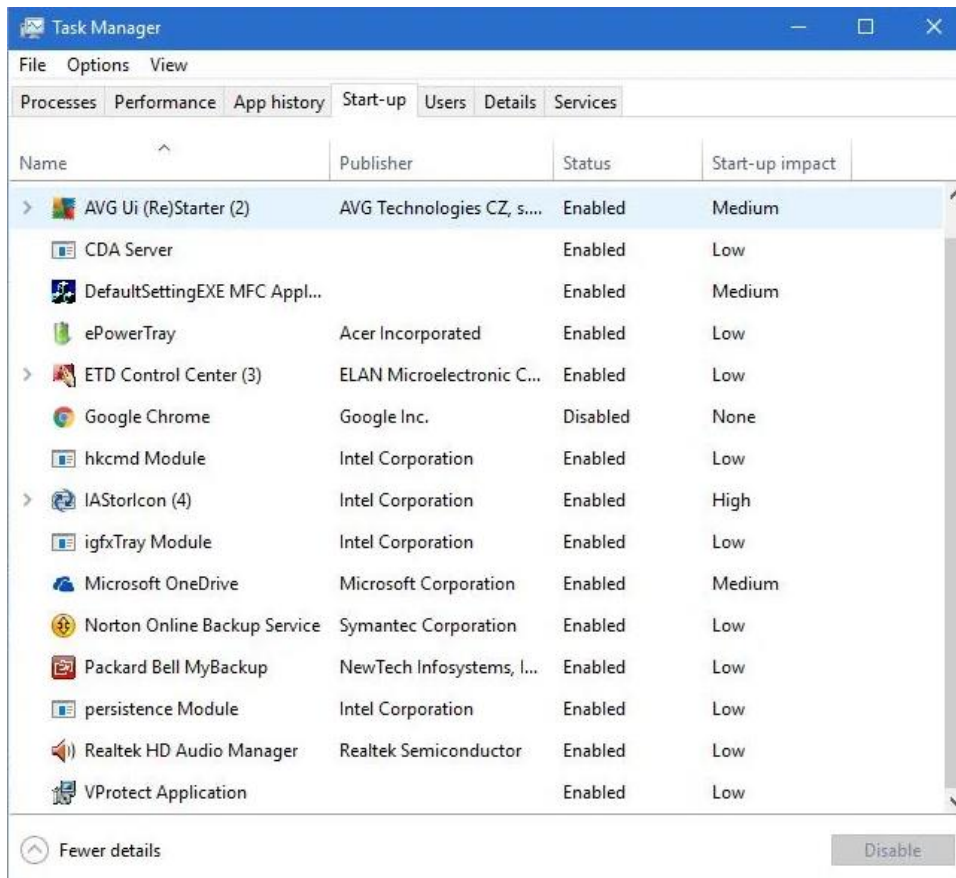 Task Manager
File Options View
Processes Performance App history Start-up Users Details Services
Name Publisher Status Start-up impact
AVG Ui (Re)Starter (2) AVG Technologies CZ, s.... Enabled Medium
CDA Server Enabled Low
DefaultSettingEXE MFC Appl... Enabled Medium
ePowerTray Acer Incorporated Enabled Low
ETD Control Center (3) ELAN Microelectronic C... Enabled Low
Google Chrome Google Inc. Disabled None
hkcmd Module Intel Corporation Enabled Low
IAStorIcon (4) Intel Corporation Enabled High
igfxTray Module Intel Corporation Enabled Low
Microsoft OneDrive Microsoft Corporation Enabled Medium
Norton Online Backup Service Symantec Corporation Enabled Low
Packard Bell MyBackup NewTech Infosystems, I... Enabled Low
persistence Module Intel Corporation Enabled Low
Realtek HD Audio Manager Realtek Semiconductor Enabled Low
VProtect Application Enabled Low
Fewer details Disable